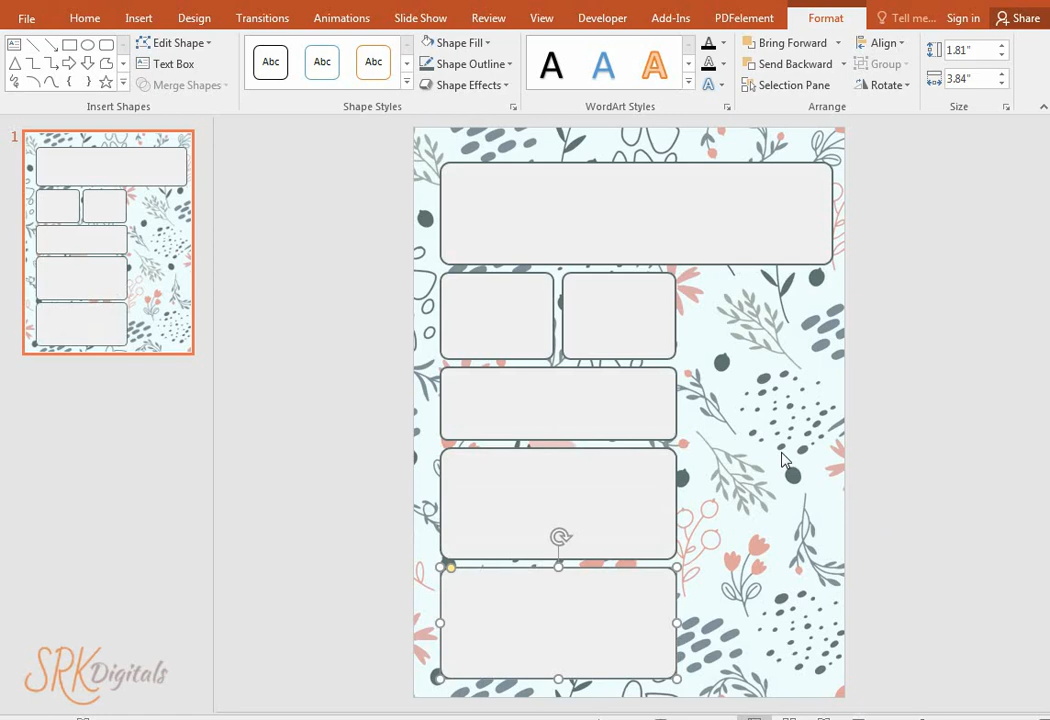 File Home Insert Design Transitions Animations Slide Show Review View Developer Add-Ins PDFelement Format Tell me... Sign in Share
Edit Shape
Text Box
Merge Shapes
Insert Shapes
Abc Abc Abc
Shape Fill
Shape Outline
Shape Effects
Shape Styles
A A A
A
A
A
WordArt Styles
Bring Forward
Send Backward
Selection Pane
Align
Group
Rotate
Arrange
1.81"
3.84"
Size
1
SRK Digitals